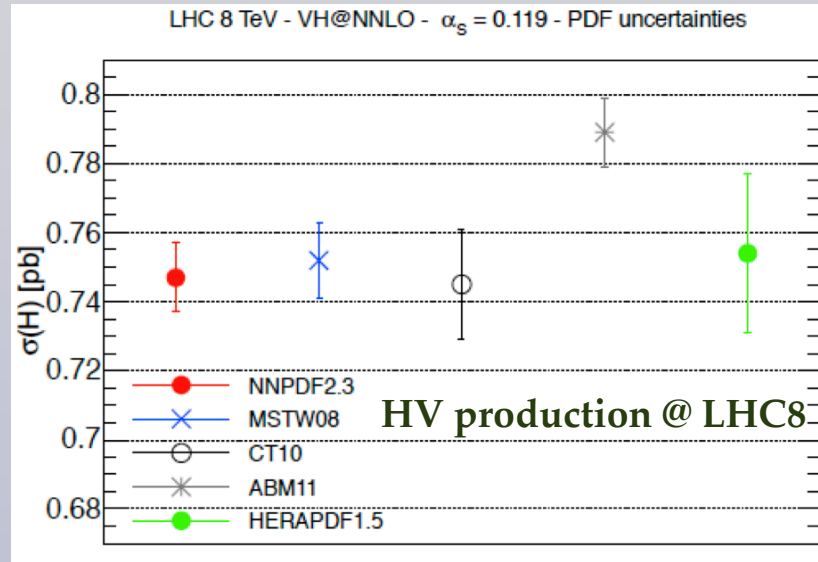 LHC 8 TeV - VH@NNLO - αS = 0.119 - PDF uncertainties
σ(H) [pb]
0.8
0.78
0.76
0.74
0.72
0.7
0.68
NNPDF2.3
MSTW08
CT10
ABM11
HERAPDF1.5
HV production @ LHC8